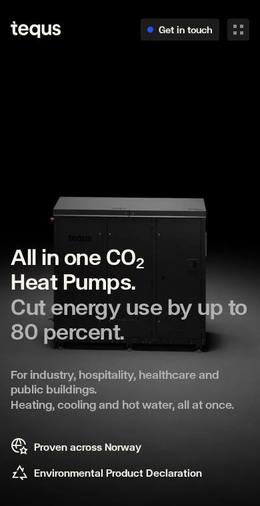 tequs
Get in touch
tequs
All in one CO₂
Heat Pumps.
Cut energy use by up to
80 percent.
For industry, hospitality, healthcare and
public buildings.
Heating, cooling and hot water, all at once.
Proven across Norway
Environmental Product Declaration